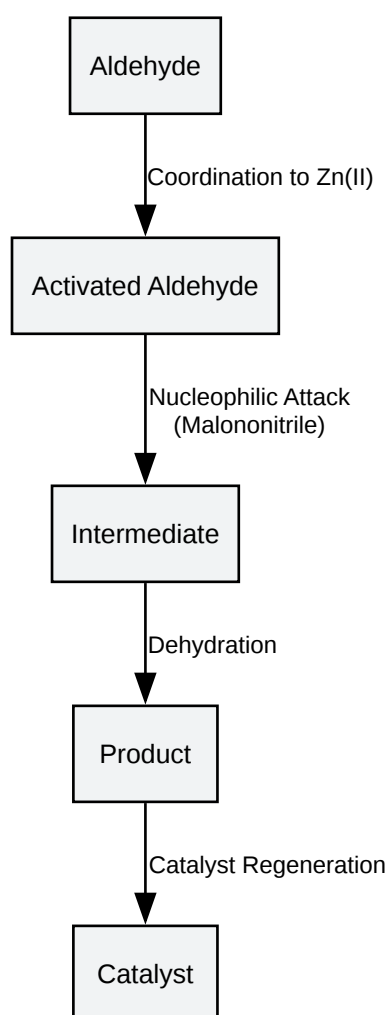 Aldehyde
Coordination to Zn(II)
Activated Aldehyde
Nucleophilic Attack
(Malononitrile)
Intermediate
Dehydration
Product
Catalyst Regeneration
Catalyst